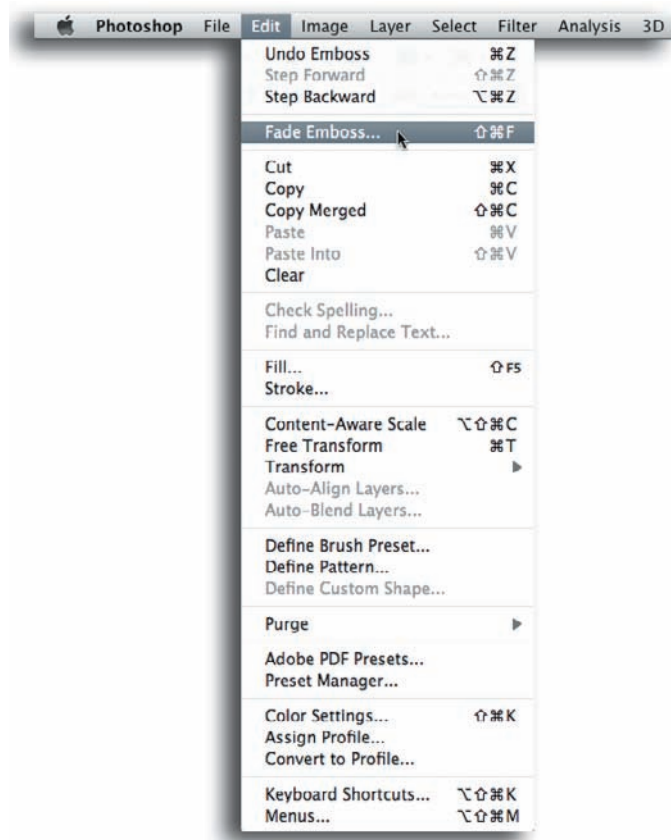 Photoshop File Edit Image Layer Select Filter Analysis 3D
Undo Emboss ⌘Z
Step Forward ⇧⌘Z
Step Backward ⌥⌘Z
Fade Emboss... ⇧⌘F
Cut ⌘X
Copy ⌘C
Copy Merged ⇧⌘C
Paste ⌘V
Paste Into ⇧⌘V
Clear
Check Spelling...
Find and Replace Text...
Fill... ⇧F5
Stroke...
Content-Aware Scale ⌥⇧⌘C
Free Transform ⌘T
Transform ▶
Auto-Align Layers...
Auto-Blend Layers...
Define Brush Preset...
Define Pattern...
Define Custom Shape...
Purge ▶
Adobe PDF Presets...
Preset Manager...
Color Settings... ⇧⌘K
Assign Profile...
Convert to Profile...
Keyboard Shortcuts... ⌥⇧⌘K
Menus... ⌥⇧⌘M